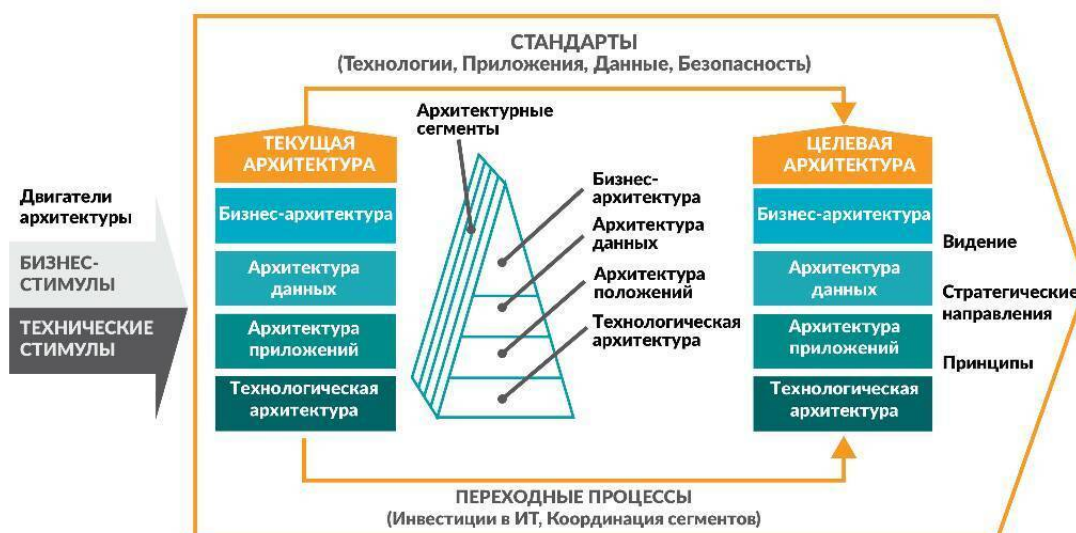 СТАНДАРТЫ
(Технологии, Приложения, Данные, Безопасность)
Двигатели
архитектуры
БИЗНЕС-
СТИМУЛЫ
ТЕХНИЧЕСКИЕ
СТИМУЛЫ
ТЕКУЩАЯ
АРХИТЕКТУРА
Бизнес-архитектура
Архитектура
данных
Архитектура
приложений
Технологическая
архитектура
Архитектурные
сегменты
Бизнес-
архитектура
Архитектура
данных
Архитектура
положений
Технологическая
архитектура
ЦЕЛЕВАЯ
АРХИТЕКТУРА
Бизнес-архитектура
Архитектура
данных
Архитектура
приложений
Технологическая
архитектура
Видение
Стратегические
направления
Принципы
ПЕРЕХОДНЫЕ ПРОЦЕССЫ
(Инвестиции в ИТ, Координация сегментов)